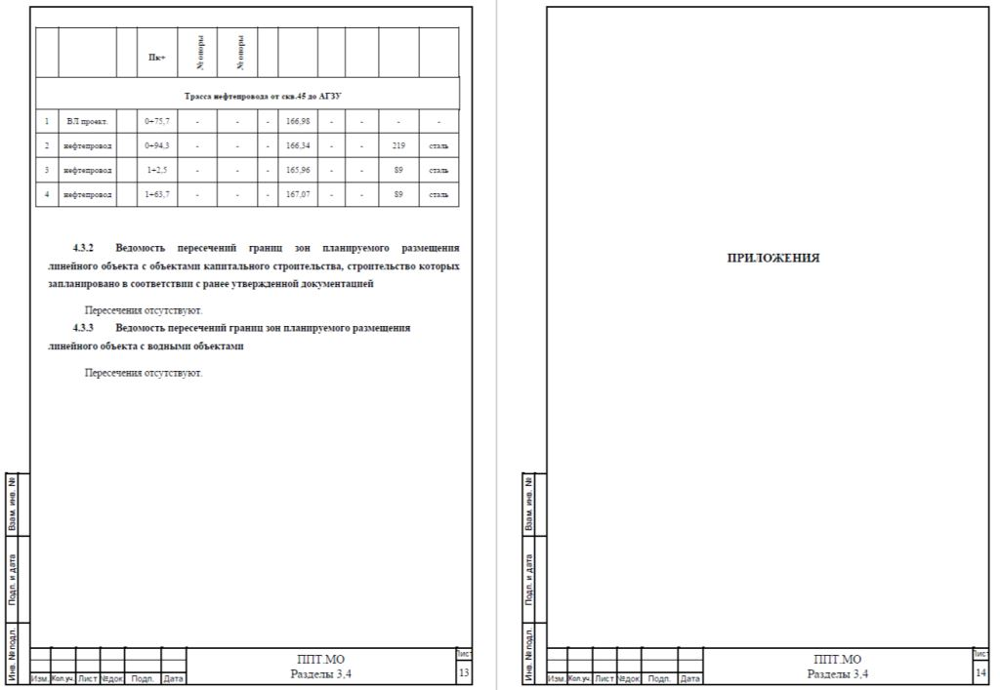 Пк+ № опоры № опоры
Трасса нефтепровода от скв.45 до АГЗУ
1 ВЛ проект. 0+75,7 - - - 166,98 - - - -
2 нефтепровод 0+94,3 - - - 166,34 - - 219 сталь
3 нефтепровод 1+2,5 - - - 165,96 - - 89 сталь
4 нефтепровод 1+63,7 - - - 167,07 - - 89 сталь
4.3.2 Ведомость пересечений границ зон планируемого размещения
линейного объекта с объектами капитального строительства, строительство которых
запланировано в соответствии с ранее утвержденной документацией
Пересечения отсутствуют.
4.3.3 Ведомость пересечений границ зон планируемого размещения
линейного объекта с водными объектами
Пересечения отсутствуют.
Взам. инв. №
Подп. и дата
Инв. № подл.
Изм. Кол.уч. Лист №док Подп. Дата
ППТ.МО
Разделы 3,4
Лист
13
ПРИЛОЖЕНИЯ
Взам. инв. №
Подп. и дата
Инв. № подл.
Изм. Кол.уч. Лист №док Подп. Дата
ППТ.МО
Разделы 3,4
Лист
14